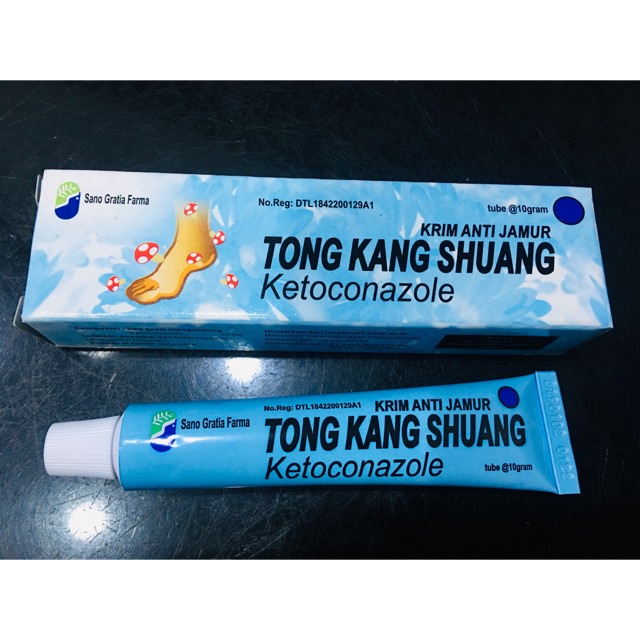 Sano Gratia Farma
No.Reg: DTL1842200129A1
tube @10gram
KRIM ANTI JAMUR
TONG KANG SHUANG
Ketoconazole
Sano Gratia Farma
No.Reg: DTL1842200129A1
KRIM ANTI JAMUR
TONG KANG SHUANG
Ketoconazole
tube @10gram